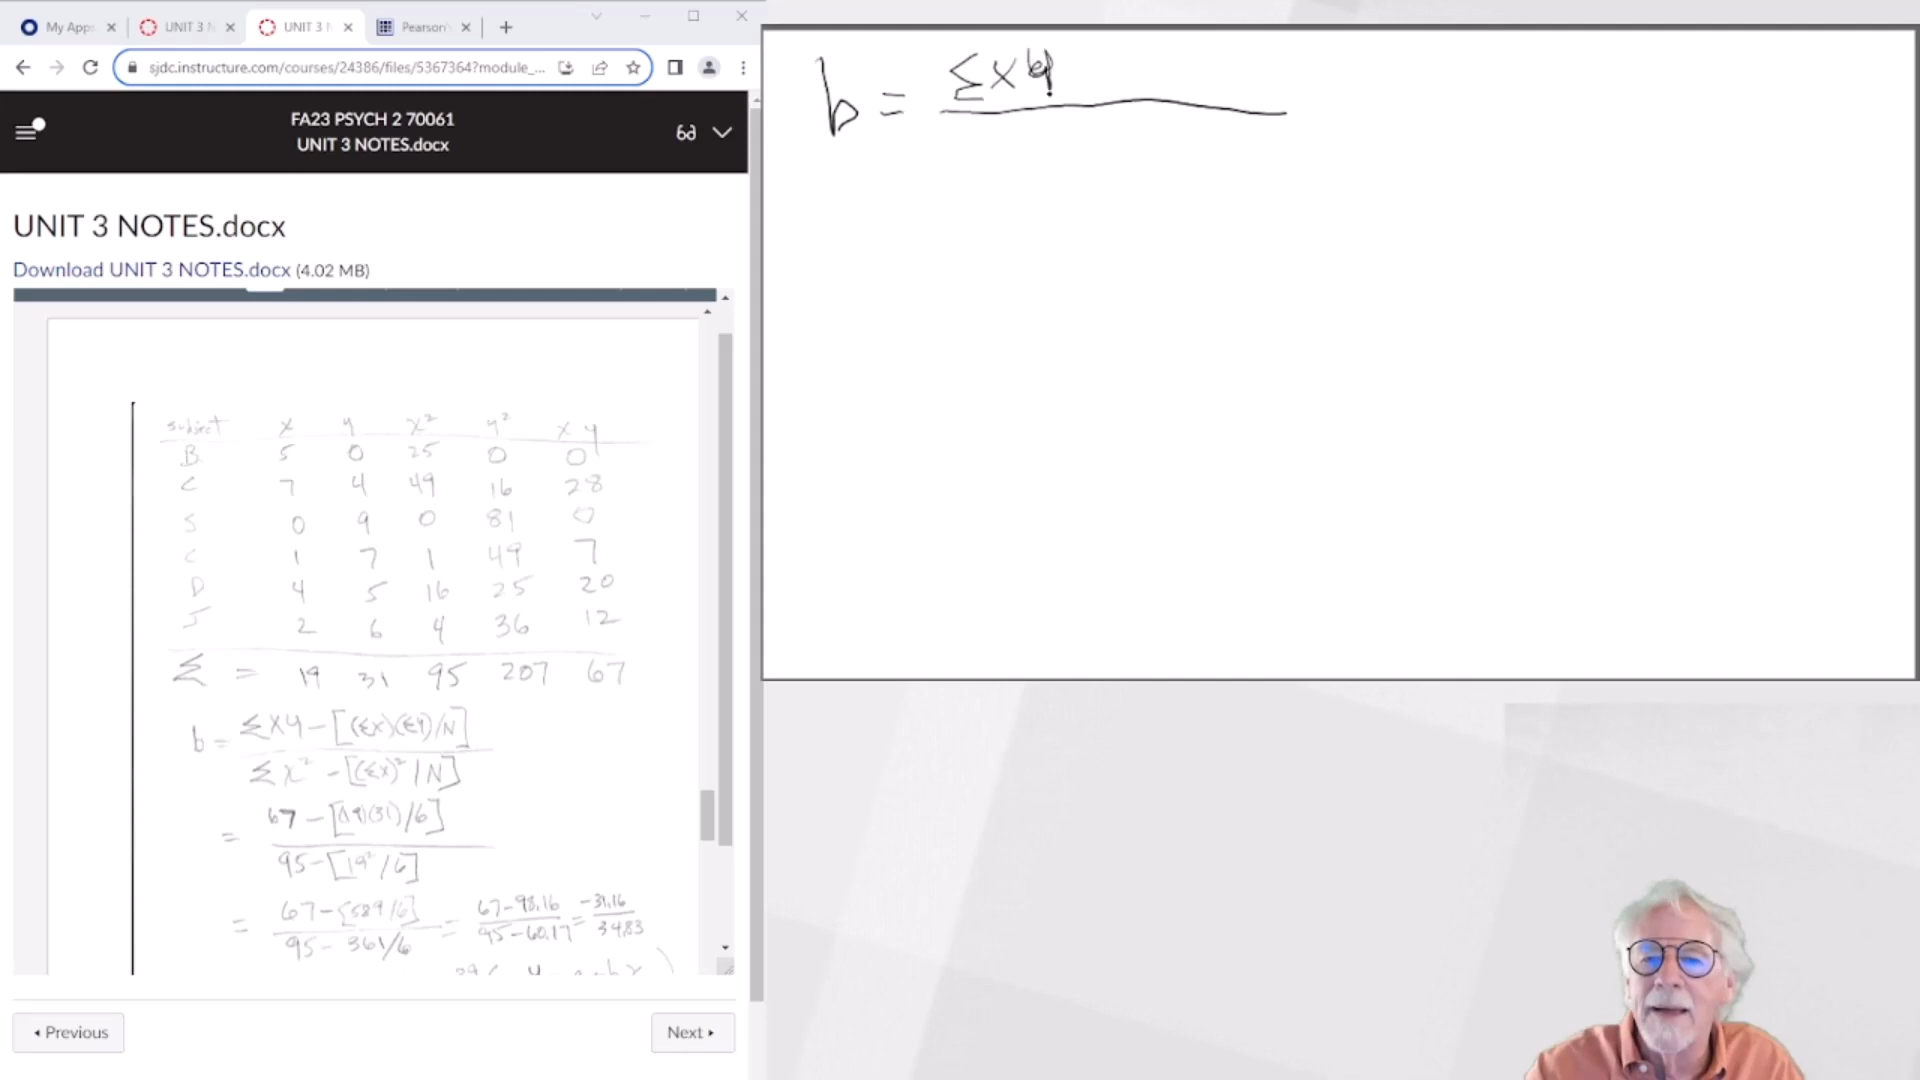 My Apps
UNIT 3 N
UNIT 3 N
Pearson'
sjdc.instructure.com/courses/24386/files/5367364?module_...
FA23 PSYCH 2 70061
UNIT 3 NOTES.docx
UNIT 3 NOTES.docx
Download UNIT 3 NOTES.docx (4.02 MB)
subject x y x² y² x y
B 5 0 25 0 0
C 7 4 49 16 28
S 0 9 0 81 0
C 1 7 1 49 7
D 4 5 16 25 20
J 2 6 4 36 12
Σ = 19 31 95 207 67
b = ΣXY - [(Σx)(Σy)/N]
Σx² - [(Σx)²/N]
= 67 - [(19)(31)/6]
95 - [19²/6]
= 67 - [589/6] = 67 - 98.16 = -31.16
95 - 361/6 95 - 60.17 34.83
Previous
Next
b = ΣXY